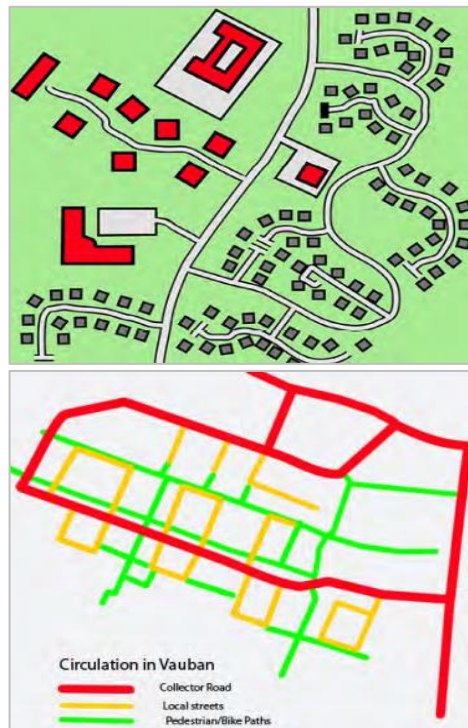 Circulation in Vauban
Collector Road
Local streets
Pedestrian/Bike Paths